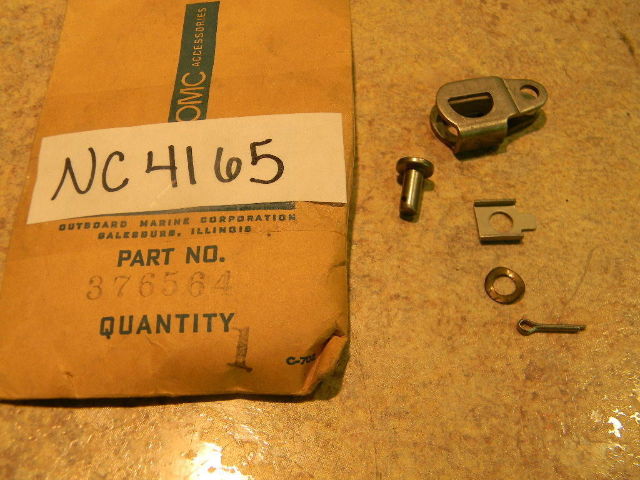 OMC ACCESSORIES
NC 4165
OUTBOARD MARINE CORPORATION
GALESBURG, ILLINOIS
PART NO.
376564
QUANTITY
1